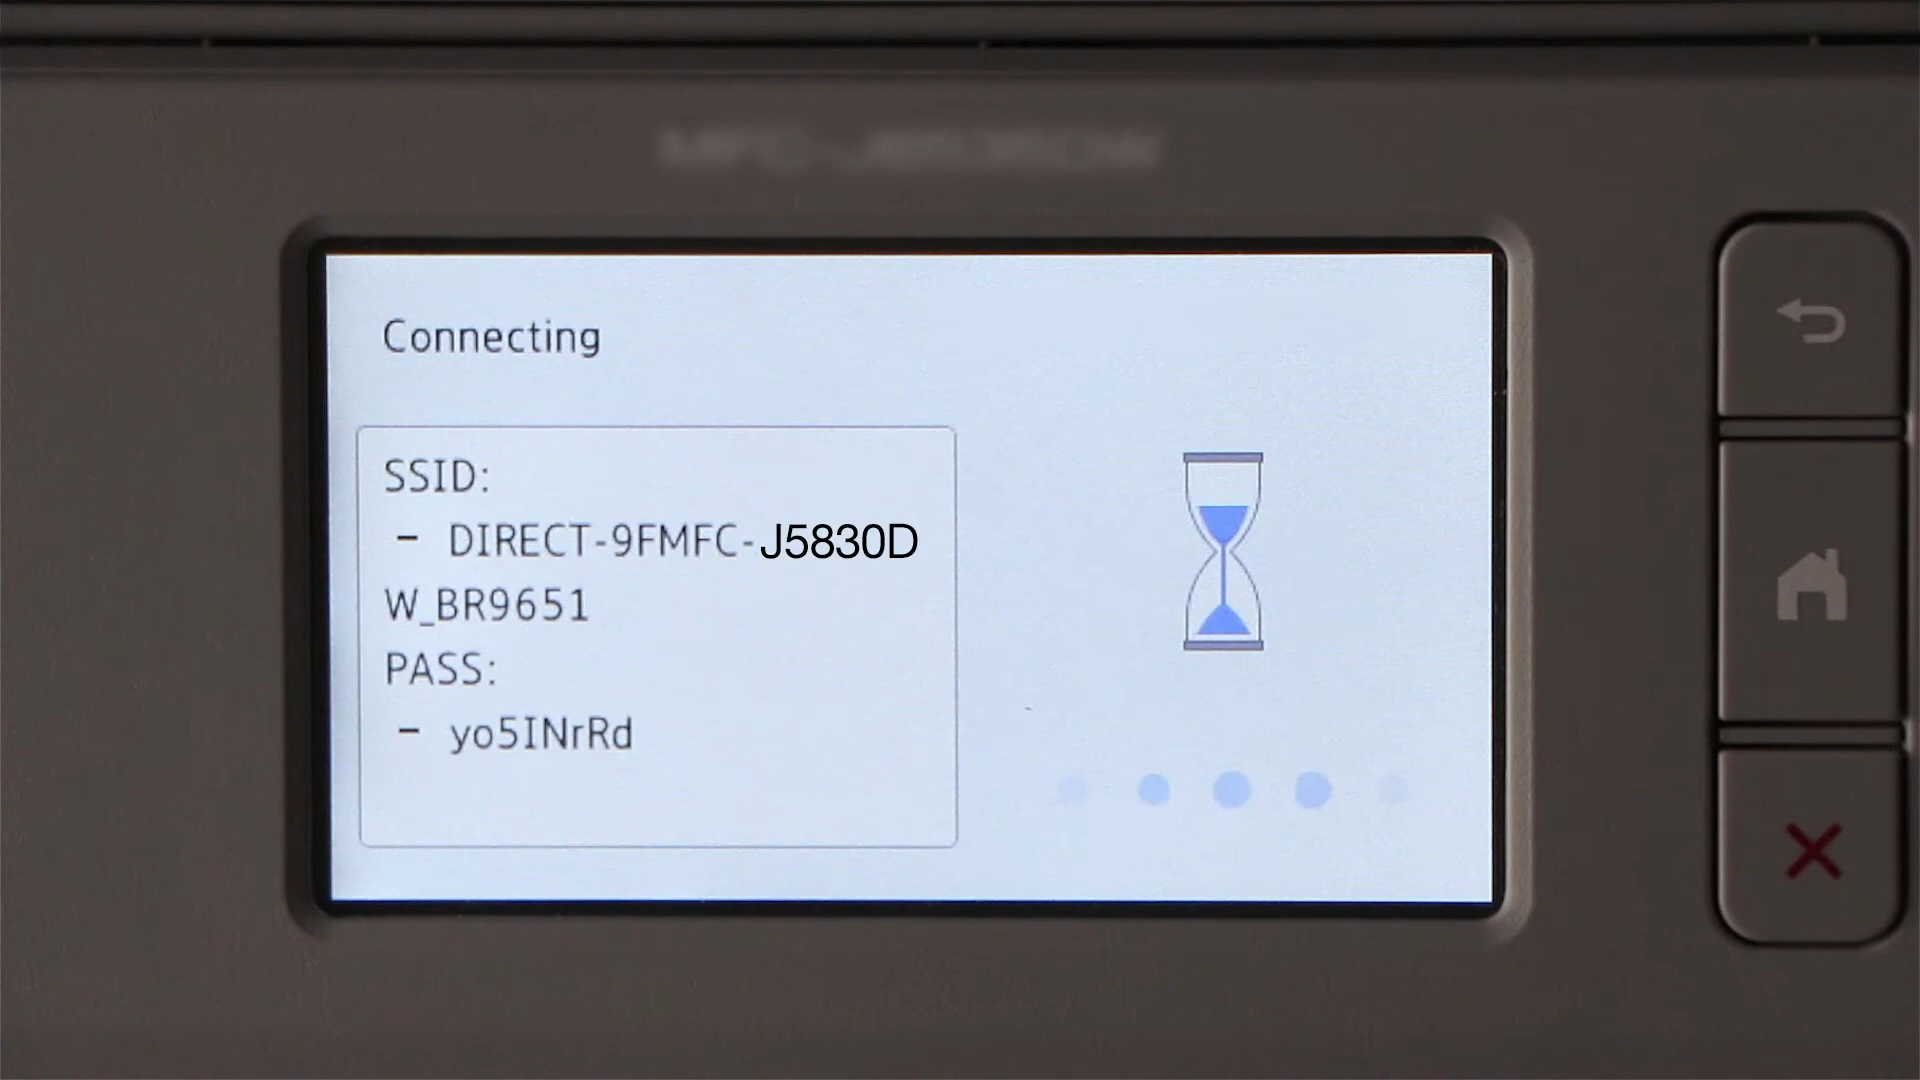 Connecting
SSID:
– DIRECT-9FMFC-J5830D
W_BR9651
PASS:
– yo5INrRd